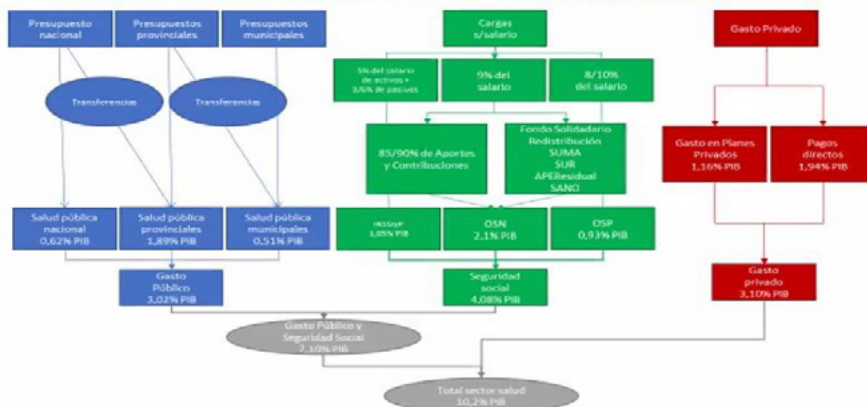 Presupuesto
nacional
Presupuestos
provinciales
Presupuestos
municipales
Cargas
s/salario
Gasto Privado
5% del salario
de activos +
3/6% de pasivos
9% del
salario
8/10%
del salario
Transferencias
Transferencias
85/90% de Aportes
y Contribuciones
Fondo Solidadario
Redistribución
SUMA
SUR
APEResidual
SANO
Gasto en Planes
Privados
1,16% PIB
Pagos
directos
1,94% PIB
Salud pública
nacional
0,62% PIB
Salud pública
provinciales
1,89% PIB
Salud pública
municipales
0,51% PIB
INSSJyP
1,05% PIB
OSN
2,1% PIB
OSP
0,93% PIB
Gasto
Público
3,02% PIB
Seguridad
social
4,08% PIB
Gasto
privado
3,10% PIB
Gasto Público y
Seguridad Social
7,10% PIB
Total sector salud
10,2% PIB